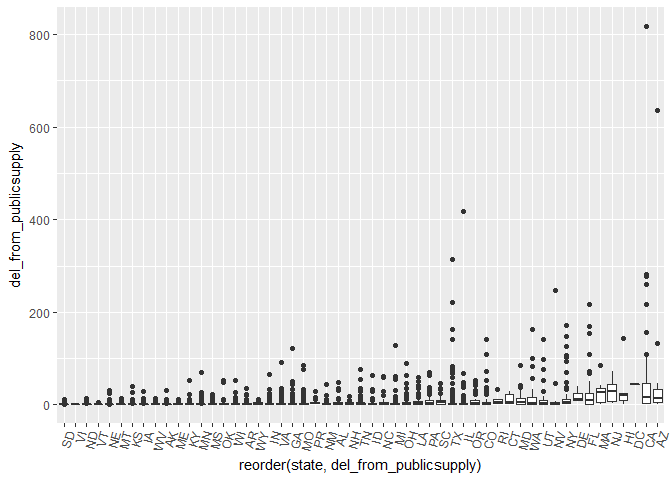 800
600
400
200
0
del_from_publicsupply
SD VI ND VT NE MT KS IA WV AK ME KY MN MS OK WI AR WY IN VA GA MO PR NM AL NH TN ID NC MI OH LA PA SC TX IL OR CO RI CT MD WA UT NV NY DE FL MA NJ HI DC CA AZ
reorder(state, del_from_publicsupply)